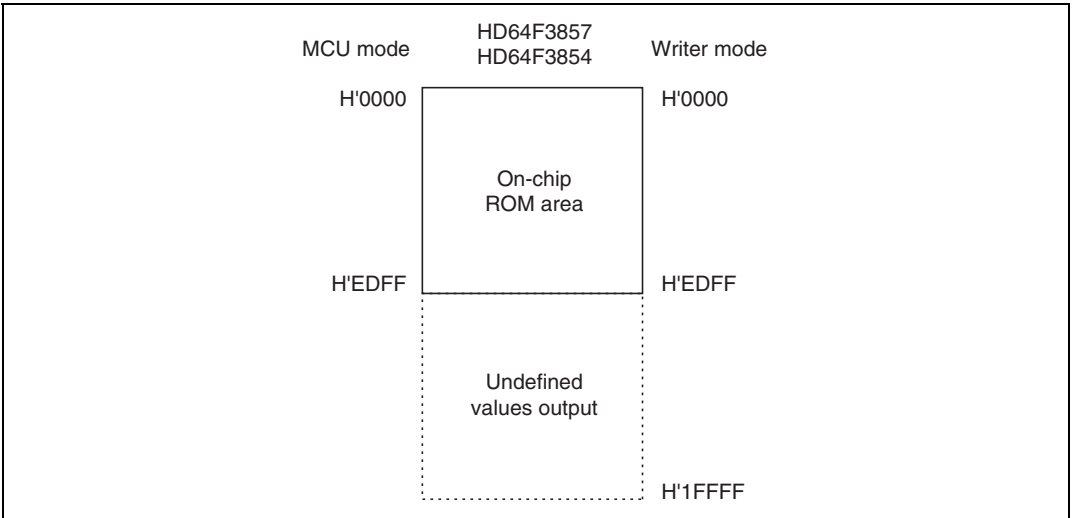 HD64F3857
MCU mode HD64F3854 Writer mode
H'0000 H'0000
On-chip
ROM area
H'EDFF H'EDFF
Undefined
values output
H'1FFFF